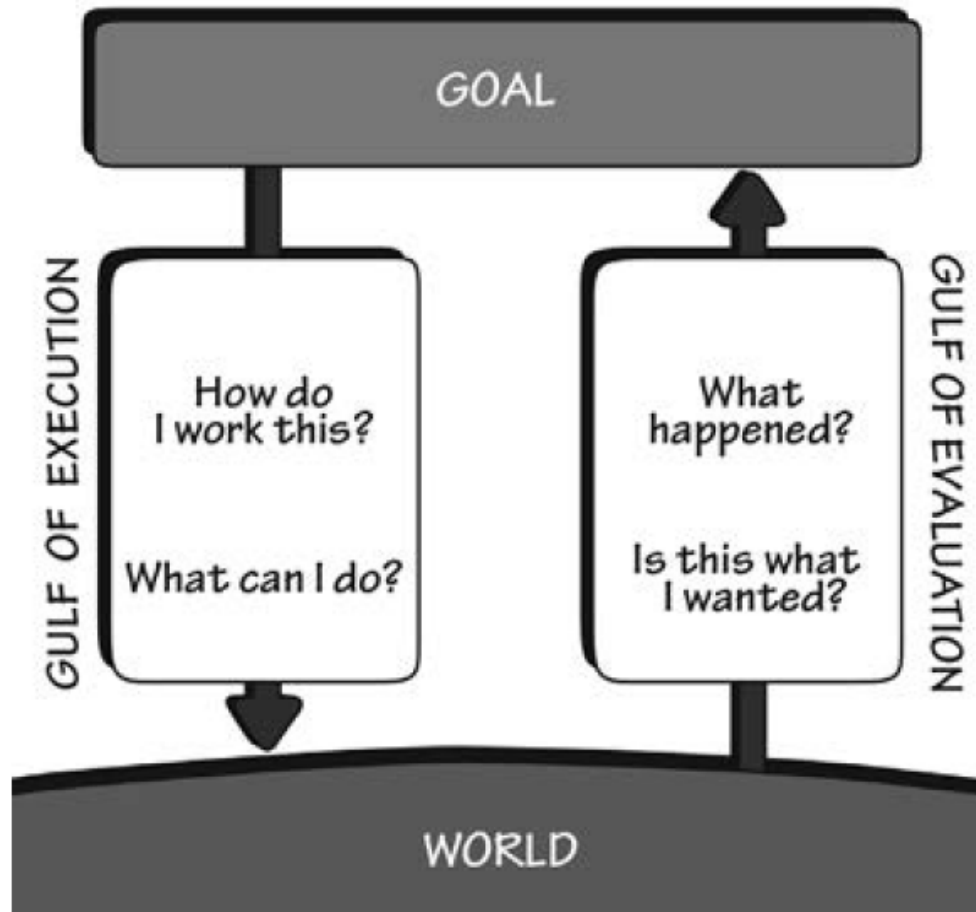 GOAL
GULF OF EXECUTION
How do
I work this?
What can I do?
What
happened?
Is this what
I wanted?
GULF OF EVALUATION
WORLD